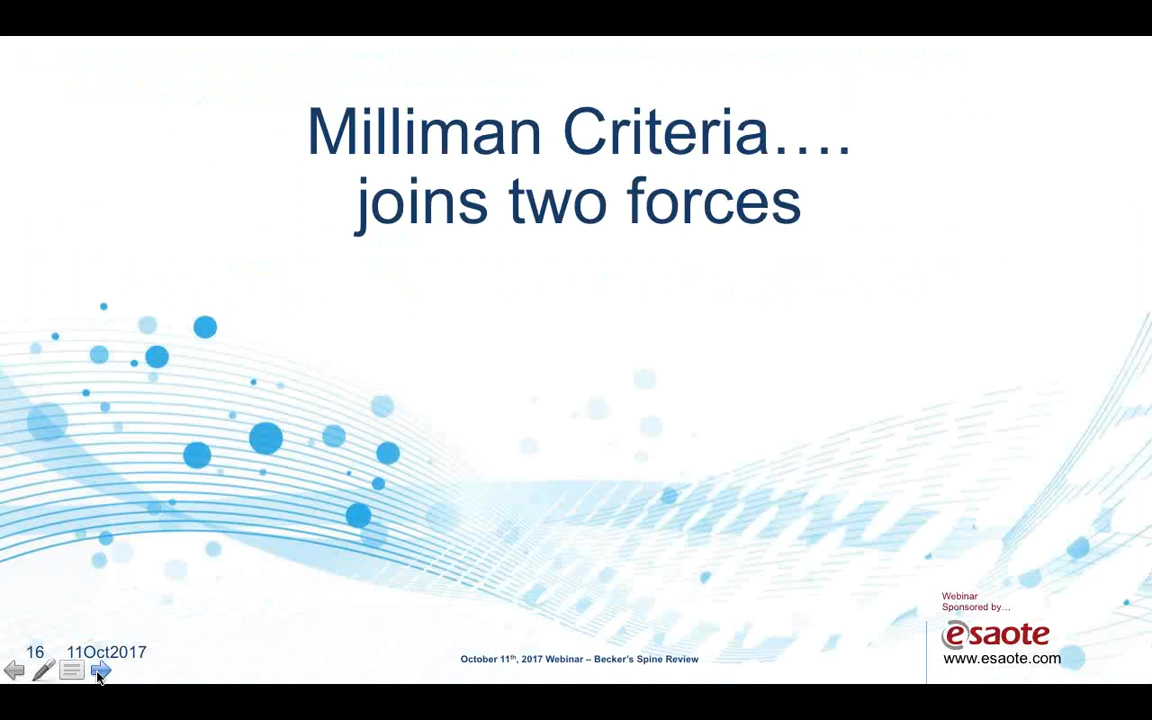 Milliman Criteria….
joins two forces
Webinar
Sponsored by…
esaote
www.esaote.com
16 11Oct2017
October 11th, 2017 Webinar – Becker's Spine Review